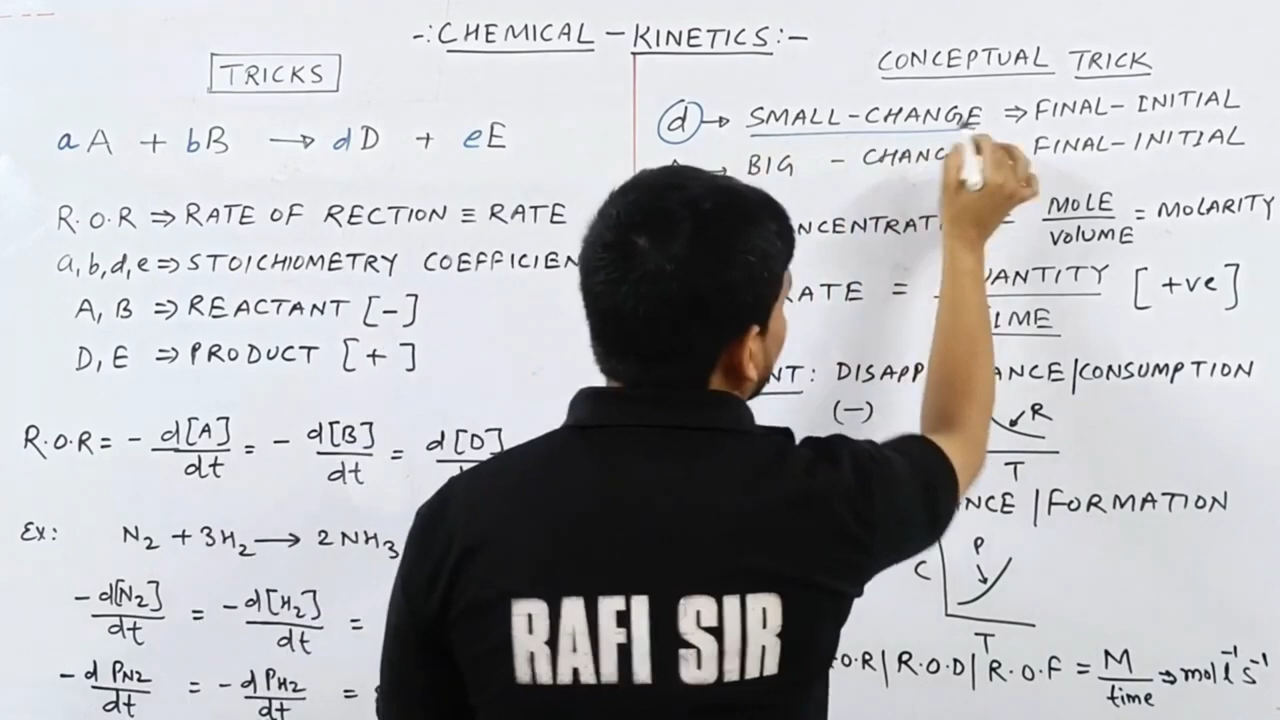 -:CHEMICAL - KINETICS:-
TRICKS
aA + bB → dD + eE
R.O.R ⇒ RATE OF RECTION ≡ RATE
a,b,d,e ⇒ STOICHIOMETRY COEFFICIEN
A, B ⇒ REACTANT [-]
D, E ⇒ PRODUCT [+]
R.O.R = - d[A]/dt = - d[B]/dt = d[D]
Ex: N2 + 3H2 → 2NH3
-d[N2]/dt = -d[H2]/dt =
-d PN2/dt = -d PH2/dt =
CONCEPTUAL TRICK
d → SMALL-CHANGE ⇒ FINAL-INITIAL
→ BIG - CHANG FINAL-INITIAL
NCENTRAT = MOLE/VOLUME = MOLARITY
RATE = UANTITY/IME [+ve]
NT: DISAPP ANCE/CONSUMPTION
(-)
R
T
NCE/FORMATION
P
C
T
O.R | R.O.D | R.O.F = M/time ⇒ mol l⁻¹ s⁻¹
RAFI SIR